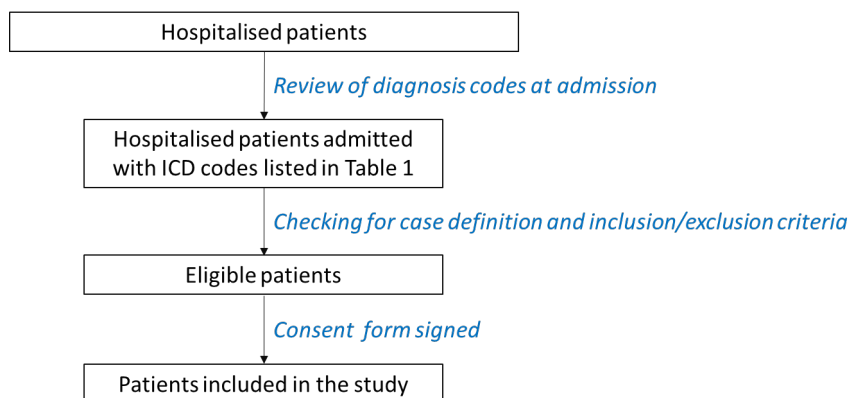 Hospitalised patients
Review of diagnosis codes at admission
Hospitalised patients admitted
with ICD codes listed in Table 1
Checking for case definition and inclusion/exclusion criteria
Eligible patients
Consent form signed
Patients included in the study